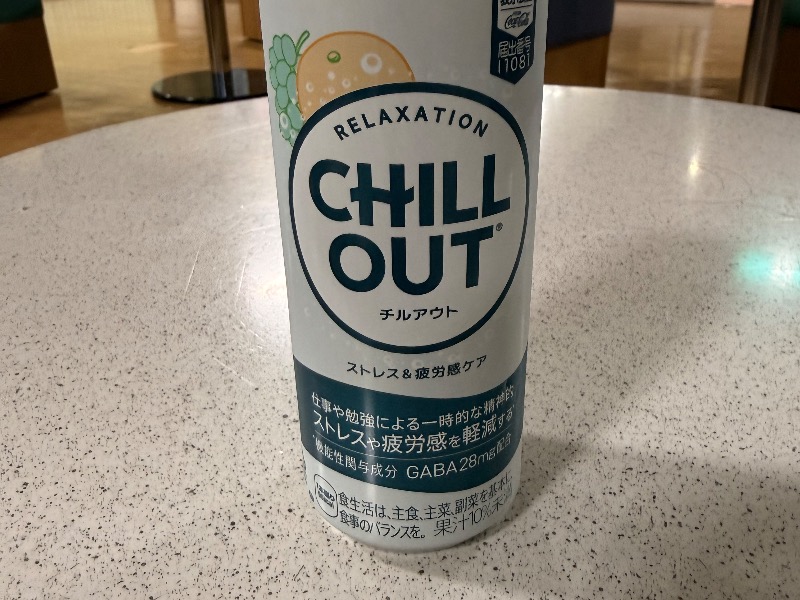 Coca-Cola
届出番号
I1081
RELAXATION
CHILL
OUT®
チルアウト
ストレス&疲労感ケア
仕事や勉強による一時的な精神的
ストレスや疲労感を軽減する
機能性関与成分 GABA28mg配合
食生活は、主食、主菜、副菜を基本に、
食事のバランスを。 果汁10%未満